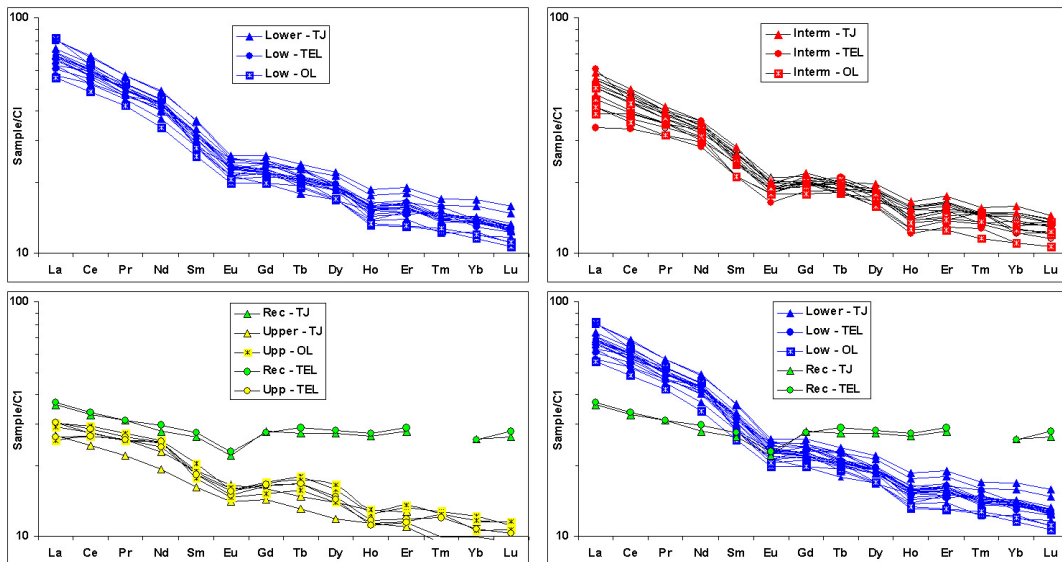 100
Sample/C1
10
Lower - TJ
Low - TEL
Low - OL
La Ce Pr Nd Sm Eu Gd Tb Dy Ho Er Tm Yb Lu
100
Sample/C1
10
Interm - TJ
Interm - TEL
Interm - OL
La Ce Pr Nd Sm Eu Gd Tb Dy Ho Er Tm Yb Lu
100
Sample/C1
10
Rec - TJ
Upper - TJ
Upp - OL
Rec - TEL
Upp - TEL
La Ce Pr Nd Sm Eu Gd Tb Dy Ho Er Tm Yb Lu
100
Sample/C1
10
Lower - TJ
Low - TEL
Low - OL
Rec - TJ
Rec - TEL
La Ce Pr Nd Sm Eu Gd Tb Dy Ho Er Tm Yb Lu